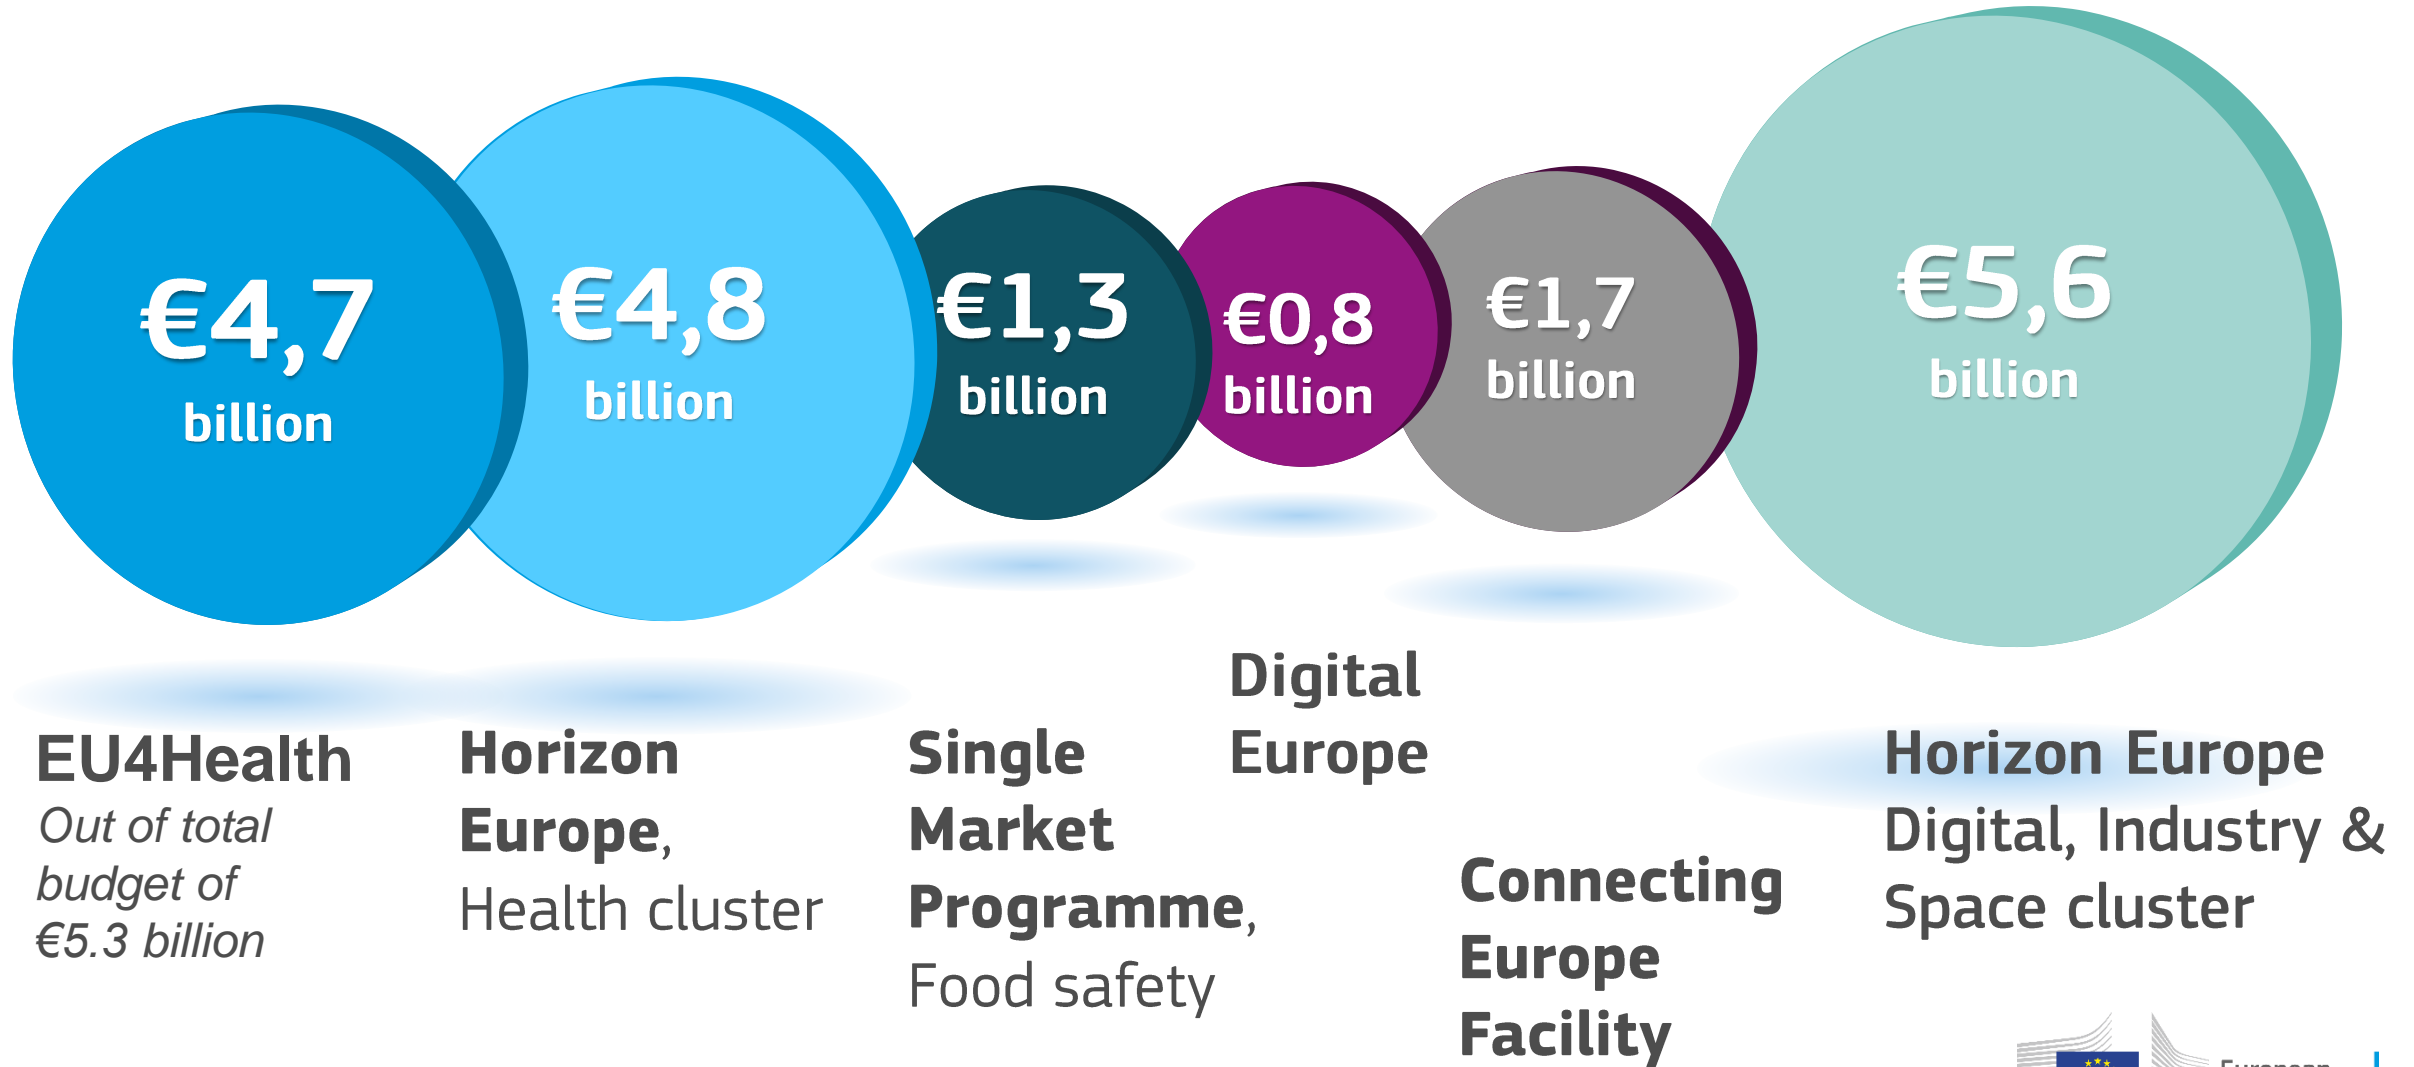 €4,7
billion
€4,8
billion
€1,3
billion
€0,8
billion
€1,7
billion
€5,6
billion
EU4Health
Out of total
budget of
€5.3 billion
Horizon
Europe,
Health cluster
Single
Market
Programme,
Food safety
Digital
Europe
Connecting
Europe
Facility
Horizon Europe
Digital, Industry &
Space cluster
European